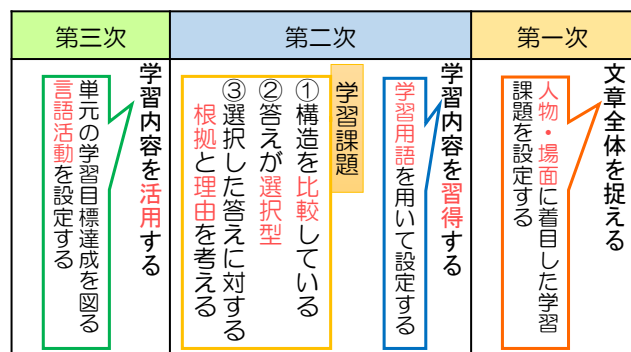 第一次
文章全体を捉える
人物・場面に着目した学習
課題を設定する
第二次
学習内容を習得する
学習用語を用いて設定する
学習課題
①構造を比較している
②答えが選択型
③選択した答えに対する
根拠と理由を考える
第三次
学習内容を活用する
単元の学習目標達成を図る
言語活動を設定する